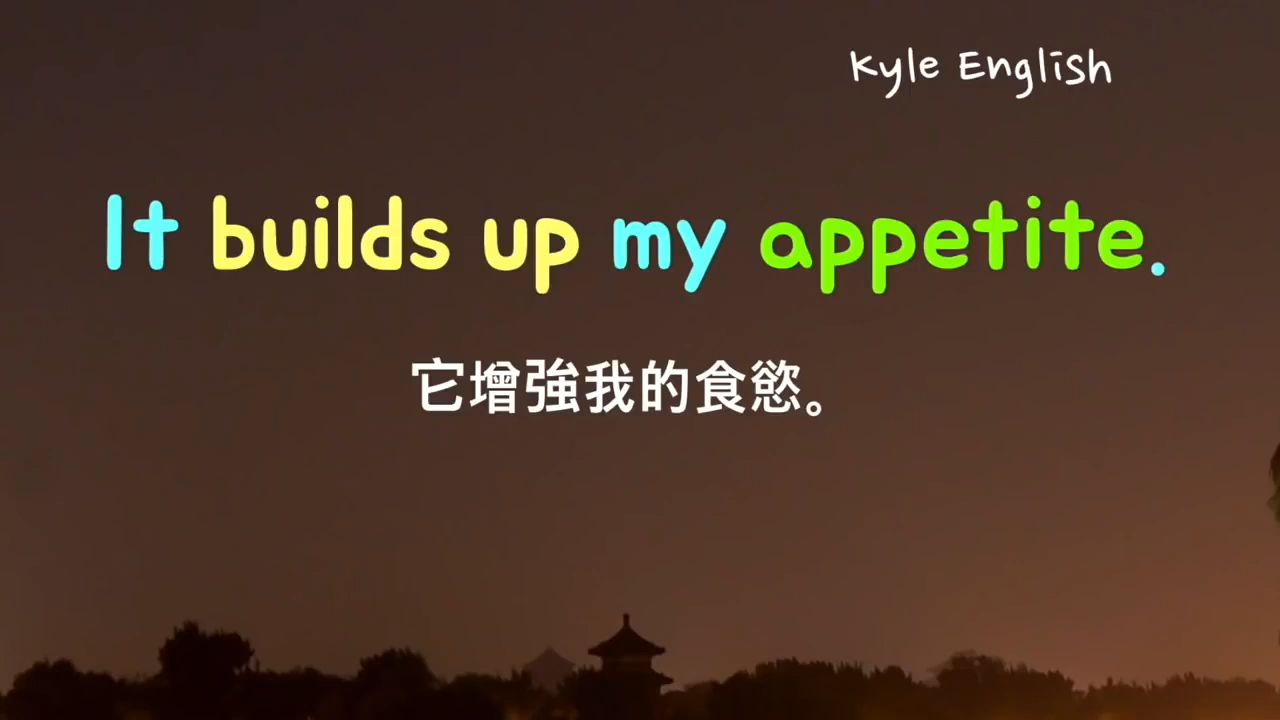 Kyle English
It builds up my appetite.
它增強我的食慾。